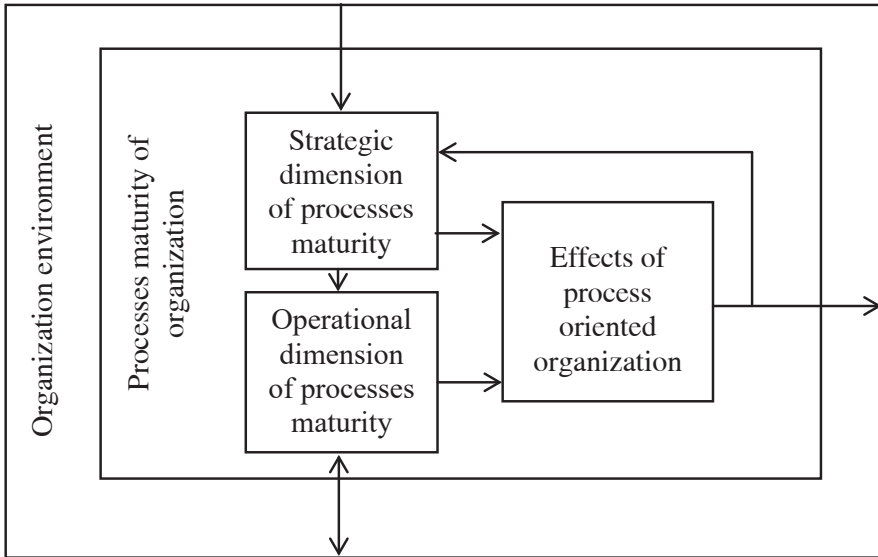 Organization environment
Processes maturity of
organization
Strategic
dimension
of processes
maturity
Operational
dimension
of processes
maturity
Effects of
process
oriented
organization